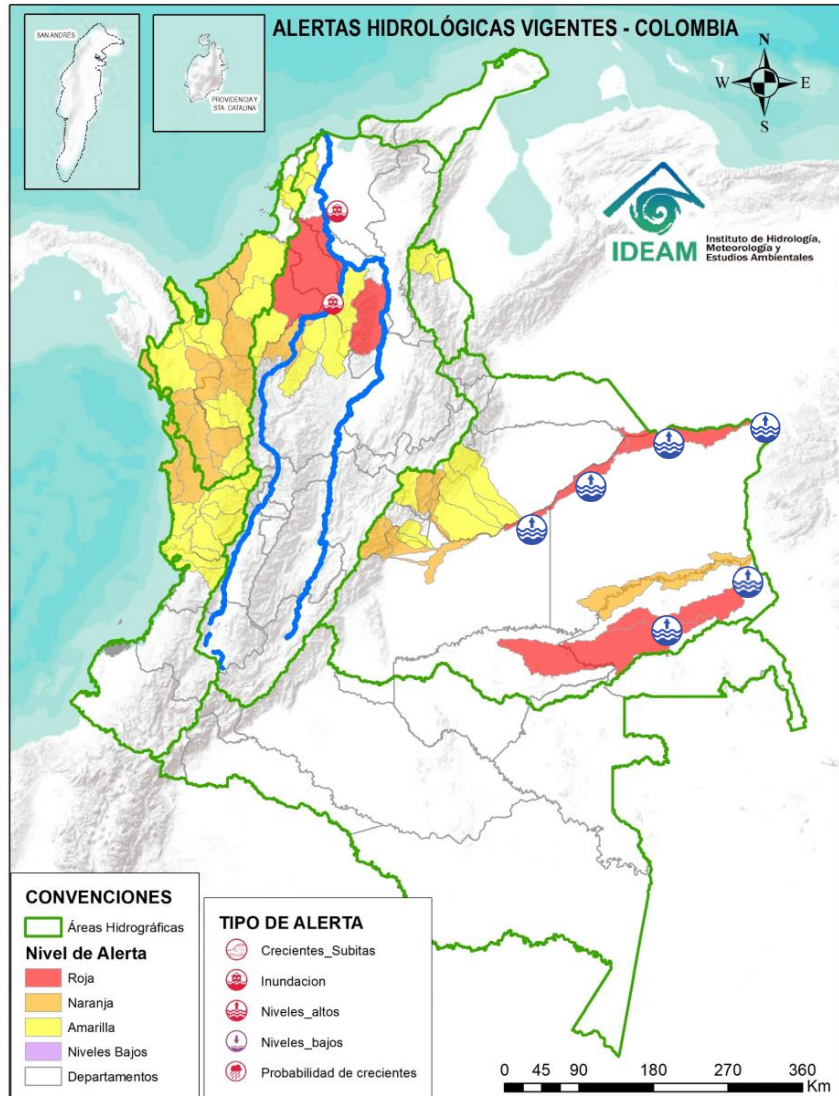 ALERTAS HIDROLÓGICAS VIGENTES - COLOMBIA
SAN ANDRÉS
PROVIDENCIA Y
STA. CATALINA
N
W
E
S
IDEAM
Instituto de Hidrología,
Meteorología y
Estudios Ambientales
CONVENCIONES
Áreas Hidrográficas
Nivel de Alerta
Roja
Naranja
Amarilla
Niveles Bajos
Departamentos
TIPO DE ALERTA
Crecientes_Subitas
Inundacion
Niveles_altos
Niveles_bajos
Probabilidad de crecientes
0 45 90 180 270 360
Km